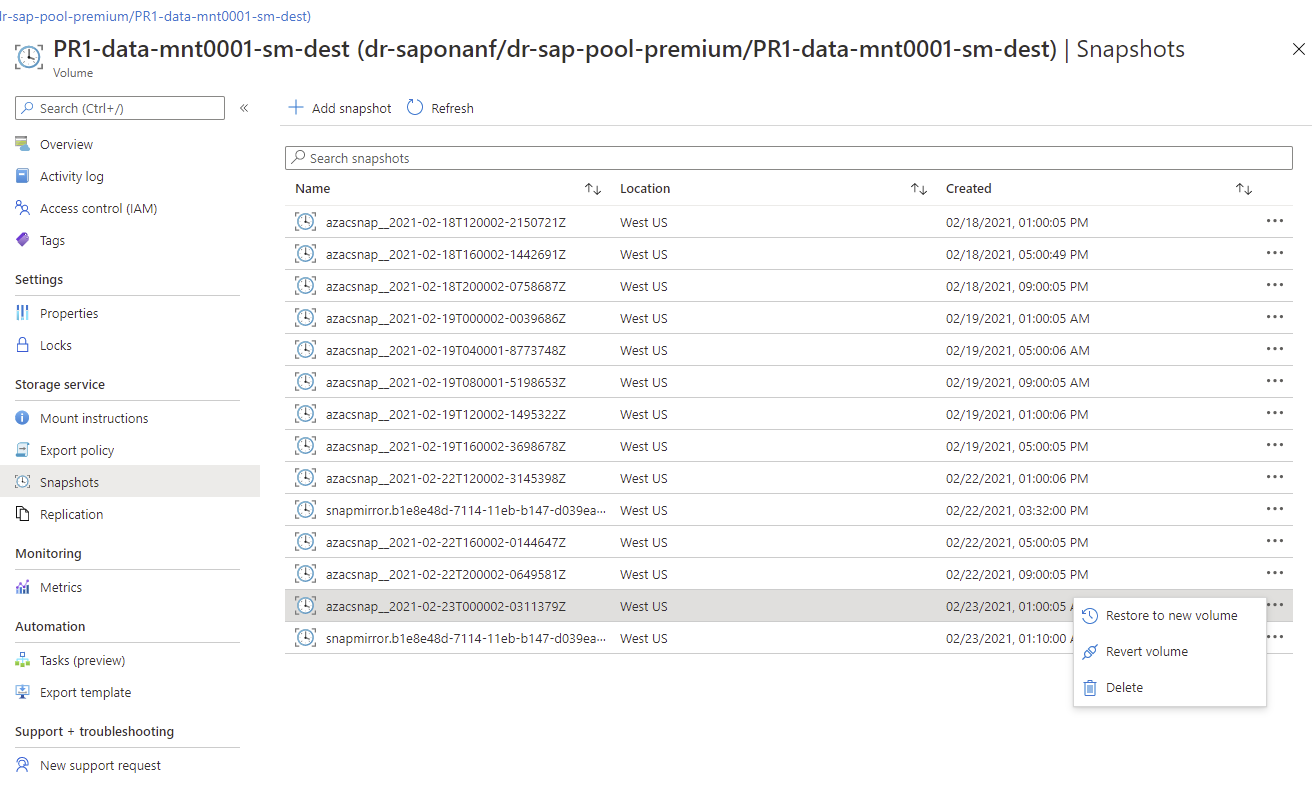 dr-sap-pool-premium/PR1-data-mnt0001-sm-dest)
PR1-data-mnt0001-sm-dest (dr-saponanf/dr-sap-pool-premium/PR1-data-mnt0001-sm-dest) | Snapshots
Volume
Search (Ctrl+/)
«
Overview
Activity log
Access control (IAM)
Tags
Settings
Properties
Locks
Storage service
Mount instructions
Export policy
Snapshots
Replication
Monitoring
Metrics
Automation
Tasks (preview)
Export template
Support + troubleshooting
New support request
Add snapshot Refresh
Search snapshots
Name Location Created
azacsnap__2021-02-18T120002-2150721Z West US 02/18/2021, 01:00:05 PM
azacsnap__2021-02-18T160002-1442691Z West US 02/18/2021, 05:00:49 PM
azacsnap__2021-02-18T200002-0758687Z West US 02/18/2021, 09:00:05 PM
azacsnap__2021-02-19T000002-0039686Z West US 02/19/2021, 01:00:05 AM
azacsnap__2021-02-19T040001-8773748Z West US 02/19/2021, 05:00:06 AM
azacsnap__2021-02-19T080001-5198653Z West US 02/19/2021, 09:00:05 AM
azacsnap__2021-02-19T120002-1495322Z West US 02/19/2021, 01:00:06 PM
azacsnap__2021-02-19T160002-3698678Z West US 02/19/2021, 05:00:05 PM
azacsnap__2021-02-22T120002-3145398Z West US 02/22/2021, 01:00:06 PM
snapmirror.b1e8e48d-7114-11eb-b147-d039ea... West US 02/22/2021, 03:32:00 PM
azacsnap__2021-02-22T160002-0144647Z West US 02/22/2021, 05:00:05 PM
azacsnap__2021-02-22T200002-0649581Z West US 02/22/2021, 09:00:05 PM
azacsnap__2021-02-23T000002-0311379Z West US 02/23/2021, 01:00:05 A
snapmirror.b1e8e48d-7114-11eb-b147-d039ea... West US 02/23/2021, 01:10:00
Restore to new volume
Revert volume
Delete